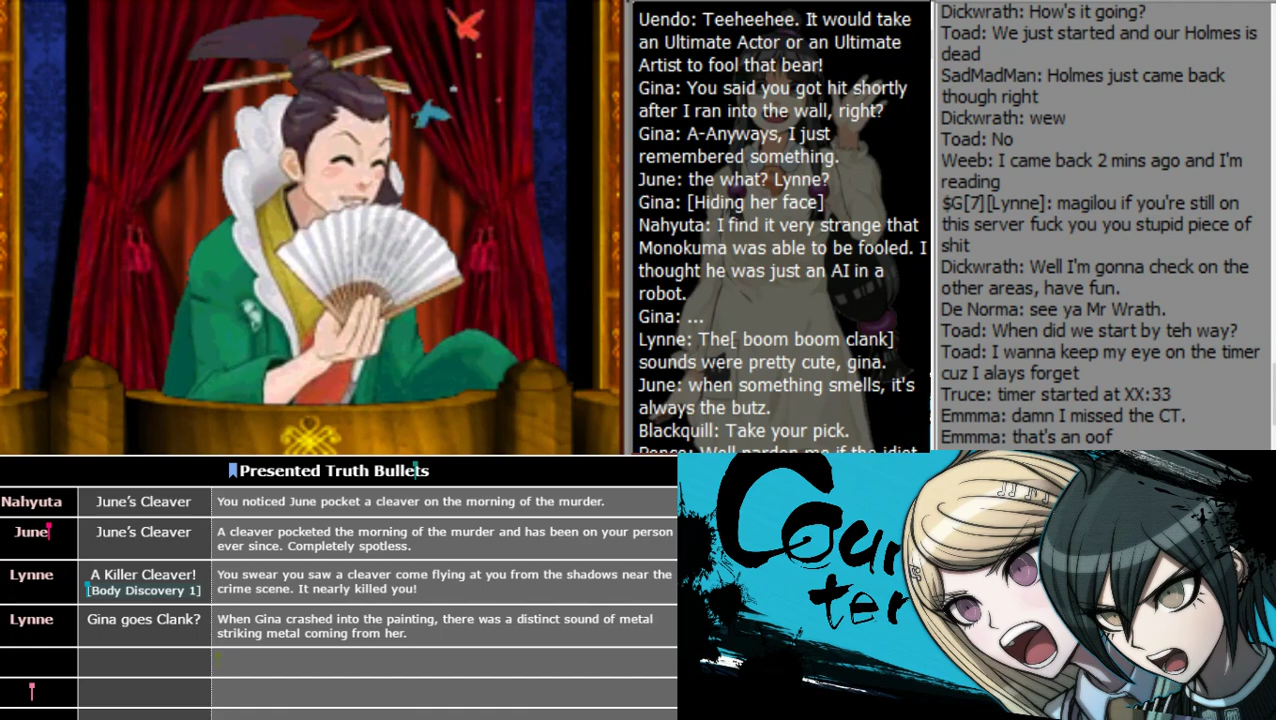 Uendo: Teeheehee. It would take
an Ultimate Actor or an Ultimate
Artist to fool that bear!
Gina: You said you got hit shortly
after I ran into the wall, right?
Gina: A-Anyways, I just
remembered something.
June: the what? Lynne?
Gina: [Hiding her face]
Nahyuta: I find it very strange that
Monokuma was able to be fooled. I
thought he was just an AI in a
robot.
Gina: ...
Lynne: The[ boom boom clank]
sounds were pretty cute, gina.
June: when something smells, it's
always the butz.
Blackquill: Take your pick.
Dickwrath: How's it going?
Toad: We just started and our Holmes is
dead
SadMadMan: Holmes just came back
though right
Dickwrath: wew
Toad: No
Weeb: I came back 2 mins ago and I'm
reading
$G[7][Lynne]: magilou if you're still on
this server fuck you you stupid piece of
shit
Dickwrath: Well I'm gonna check on the
other areas, have fun.
De Norma: see ya Mr Wrath.
Toad: When did we start by teh way?
Toad: I wanna keep my eye on the timer
cuz I alays forget
Truce: timer started at XX:33
Emmma: damn I missed the CT.
Emmma: that's an oof
Presented Truth Bullets
Nahyuta June's Cleaver You noticed June pocket a cleaver on the morning of the murder.
June June's Cleaver A cleaver pocketed the morning of the murder and has been on your person
ever since. Completely spotless.
Lynne A Killer Cleaver! You swear you saw a cleaver come flying at you from the shadows near the
[Body Discovery 1] crime scene. It nearly killed you!
Lynne Gina goes Clank? When Gina crashed into the painting, there was a distinct sound of metal
striking metal coming from her.
Coun
ter